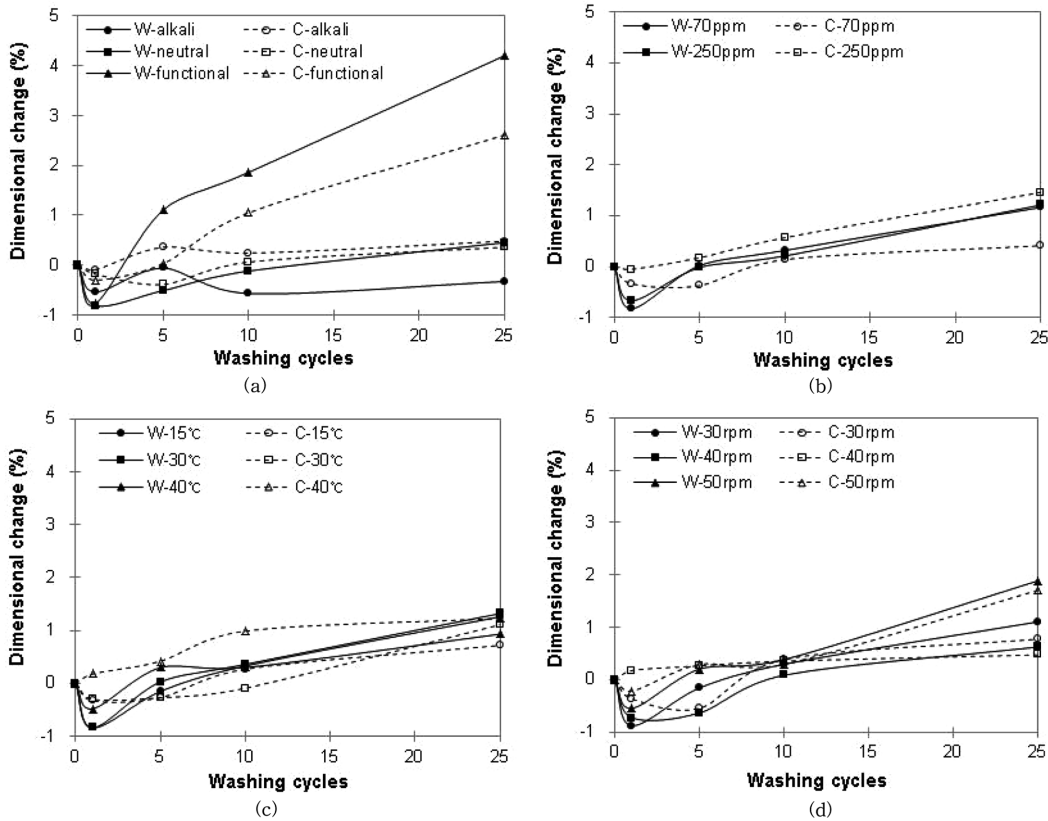 Dimensional change (%)
5
4
3
2
1
0
-1
W-alkali C-alkali
W-neutral C-neutral
W-functional C-functional
0 5 10 15 20 25
Washing cycles
(a)
Dimensional change (%)
5
4
3
2
1
0
-1
W-70ppm C-70ppm
W-250ppm C-250ppm
0 5 10 15 20 25
Washing cycles
(b)
Dimensional change (%)
5
4
3
2
1
0
-1
W-15℃ C-15℃
W-30℃ C-30℃
W-40℃ C-40℃
0 5 10 15 20 25
Washing cycles
(c)
Dimensional change (%)
5
4
3
2
1
0
-1
W-30rpm C-30rpm
W-40rpm C-40rpm
W-50rpm C-50rpm
0 5 10 15 20 25
Washing cycles
(d)